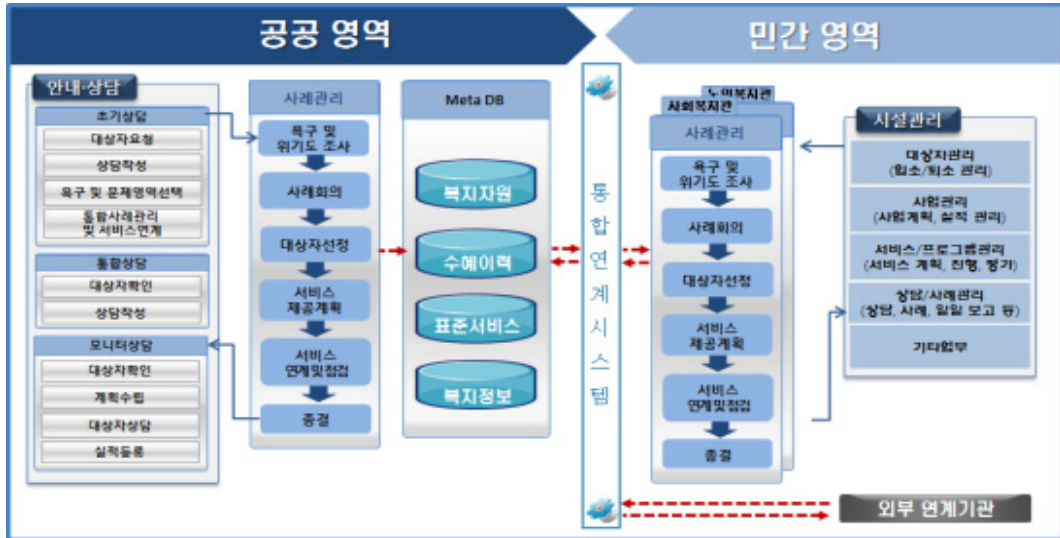 공공 영역
민간 영역
안내·상담
초기상담
대상자요청
상담작성
욕구 및 문제영역선택
통합사례관리
및 서비스연계
통합상담
대상자확인
상담작성
모니터상담
대상자확인
계획수립
대상자상담
실적등록
사례관리
욕구 및
위기도 조사
사례회의
대상자선정
서비스
제공계획
서비스
연계및점검
종결
Meta DB
복지자원
수혜이력
표준서비스
복지정보
통합연계시스템
노인복지관
사회복지관
사례관리
욕구 및
위기도 조사
사례회의
대상자선정
서비스
제공계획
서비스
연계및점검
종결
시설관리
대상자관리
(입소/퇴소 관리)
사업관리
(사업계획, 실적 관리)
서비스/프로그램관리
(서비스 계획, 진행, 평가)
상담/사례관리
(상담, 사례, 일일 보고 등)
기타업무
외부 연계기관